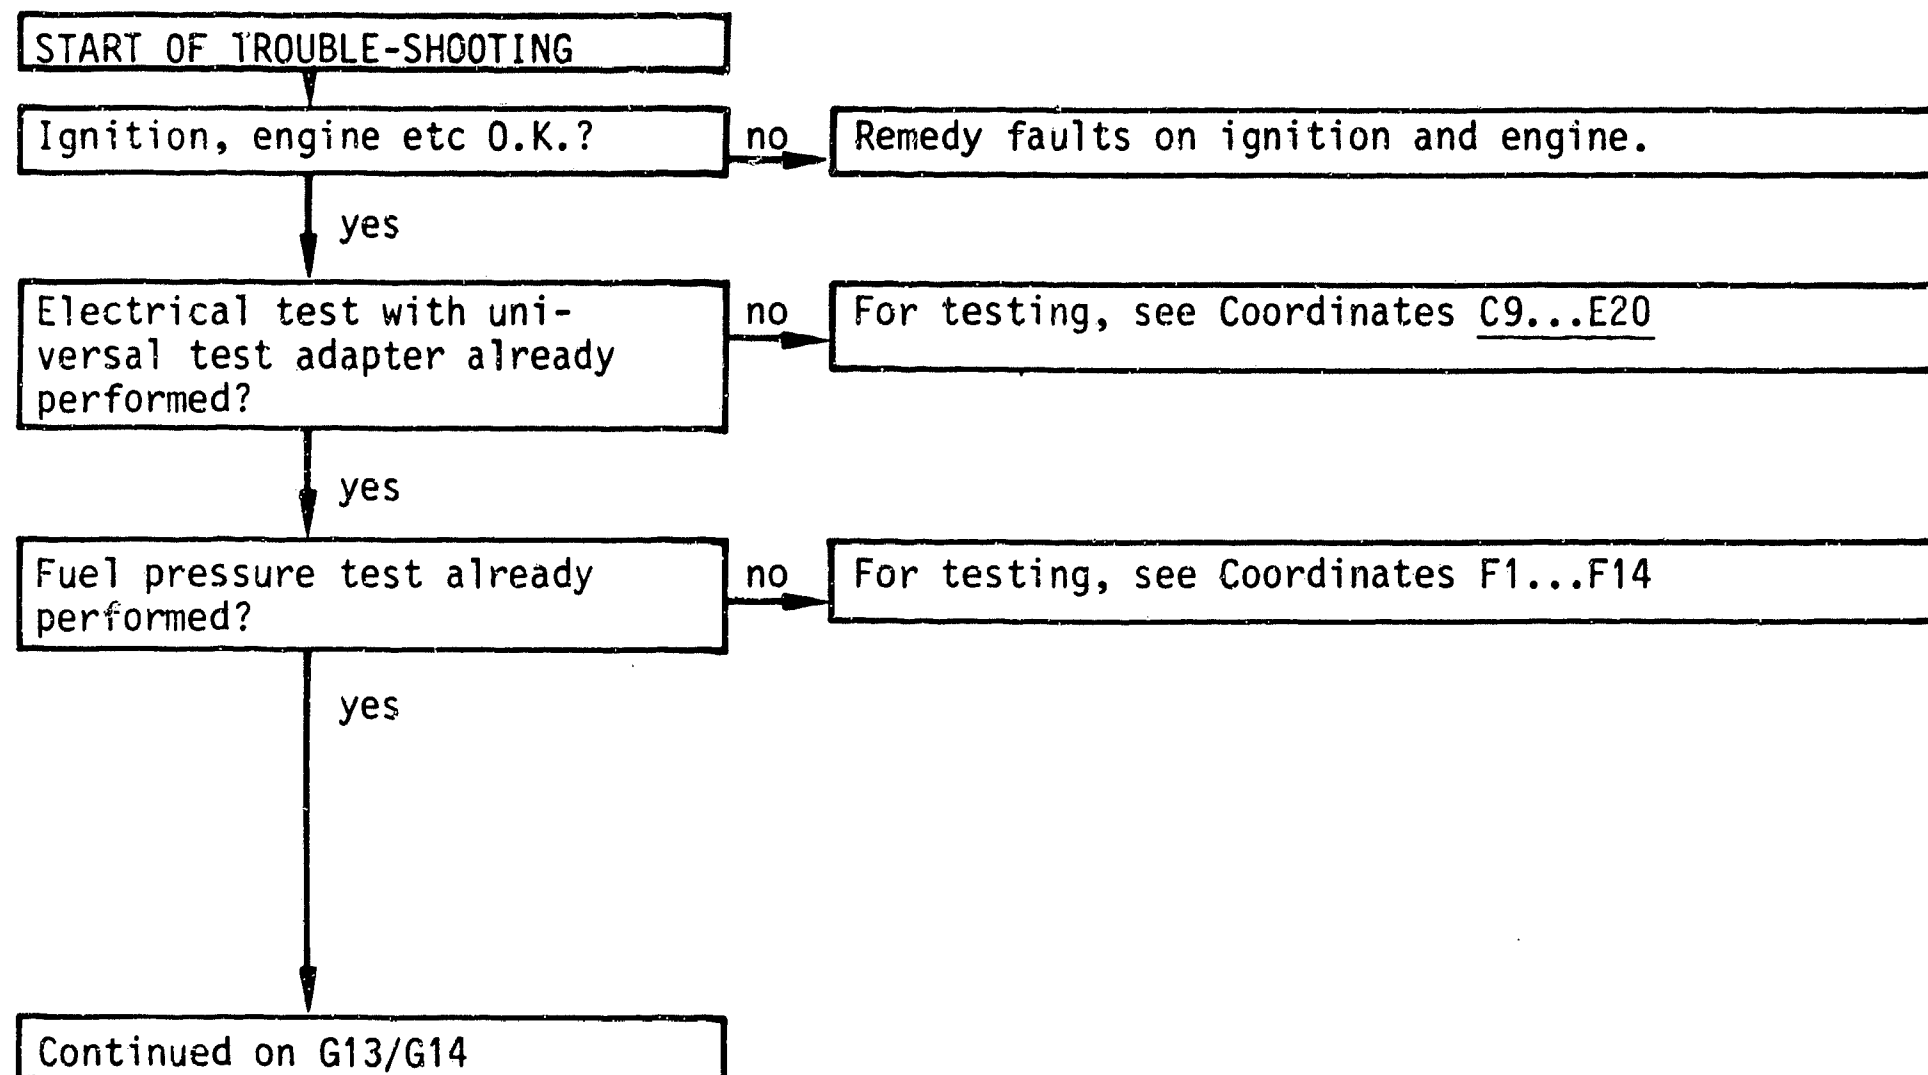 START OF TROUBLE-SHOOTING
Ignition, engine etc O.K.?
no
Remedy faults on ignition and engine.
yes
Electrical test with uni-
versal test adapter already
performed?
no
For testing, see Coordinates C9...E20
yes
Fuel pressure test already
performed?
no
For testing, see Coordinates F1...F14
yes
Continued on G13/G14